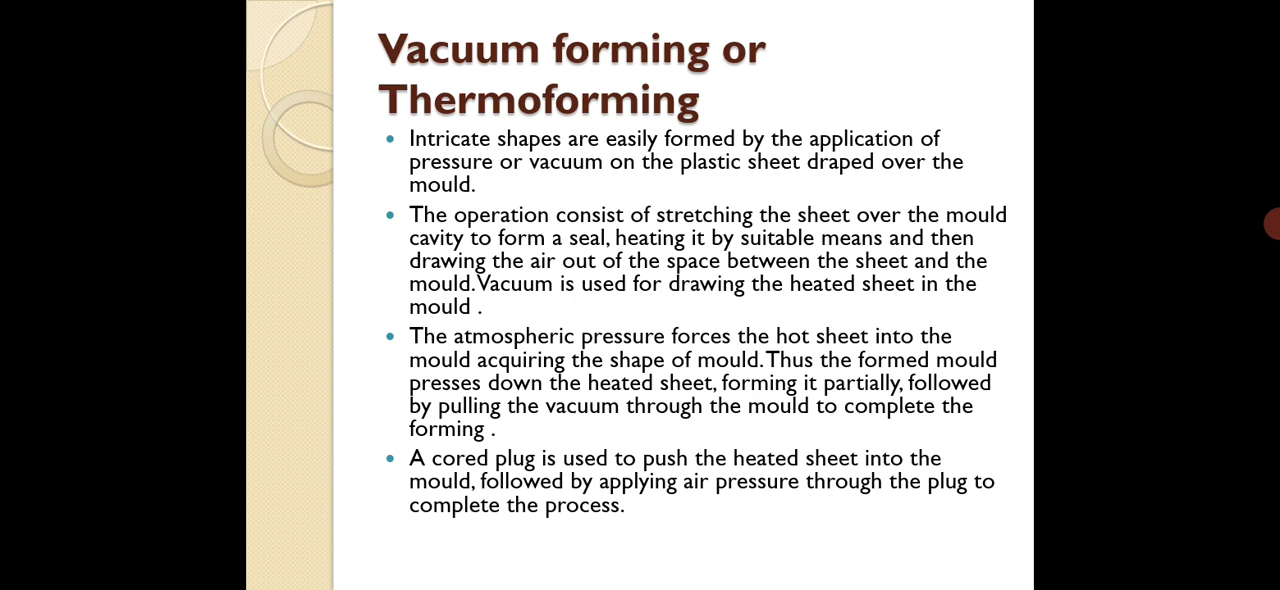 Vacuum forming or
Thermoforming
• Intricate shapes are easily formed by the application of
pressure or vacuum on the plastic sheet draped over the
mould.
• The operation consist of stretching the sheet over the mould
cavity to form a seal, heating it by suitable means and then
drawing the air out of the space between the sheet and the
mould. Vacuum is used for drawing the heated sheet in the
mould .
• The atmospheric pressure forces the hot sheet into the
mould acquiring the shape of mould. Thus the formed mould
presses down the heated sheet, forming it partially, followed
by pulling the vacuum through the mould to complete the
forming .
• A cored plug is used to push the heated sheet into the
mould, followed by applying air pressure through the plug to
complete the process.